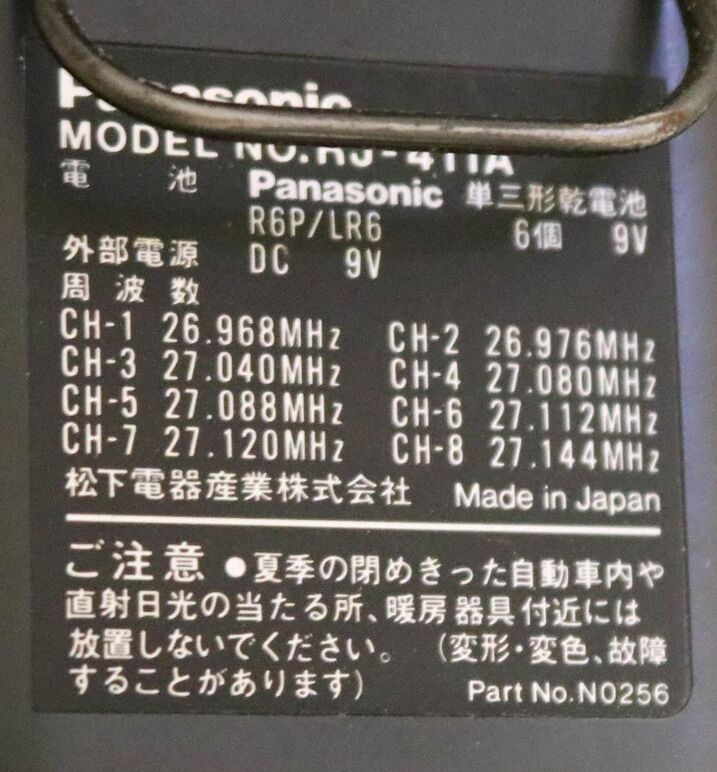 Panasonic
MODEL NO.RJ-411A
電池 Panasonic 単三形乾電池
R6P/LR6 6個 9V
外部電源 DC 9V
周波数
CH-1 26.968MHz CH-2 26.976MHz
CH-3 27.040MHz CH-4 27.080MHz
CH-5 27.088MHz CH-6 27.112MHz
CH-7 27.120MHz CH-8 27.144MHz
松下電器産業株式会社 Made in Japan
ご注意 ●夏季の閉めきった自動車内や
直射日光の当たる所、暖房器具付近には
放置しないでください。(変形・変色、故障
することがあります) Part No.N0256